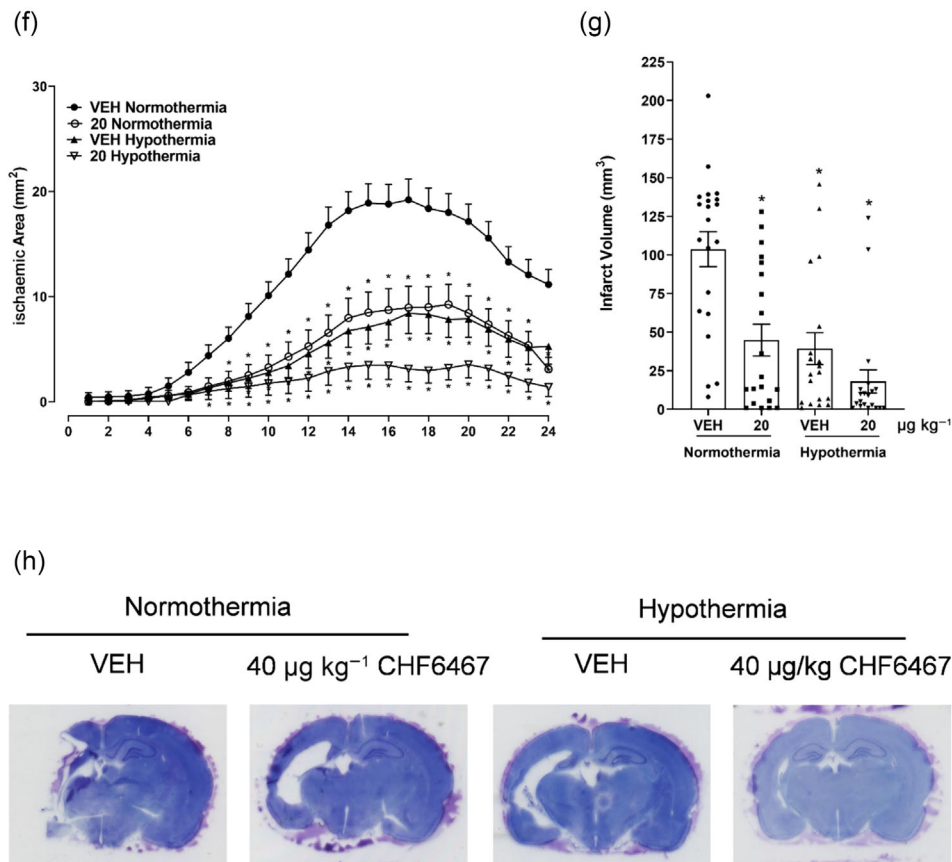 (f)
30
20
10
0
ischaemic Area (mm²)
VEH Normothermia
20 Normothermia
VEH Hypothermia
20 Hypothermia
* * * * * * * * * * * * * * * * *
0 2 4 6 8 10 12 14 16 18 20 22 24
(g)
225
200
175
150
125
100
75
50
25
0
Infarct Volume (mm³)
* * *
VEH 20 VEH 20 μg kg⁻¹
Normothermia Hypothermia
(h)
Normothermia Hypothermia
VEH 40 μg kg⁻¹ CHF6467 VEH 40 μg/kg CHF6467